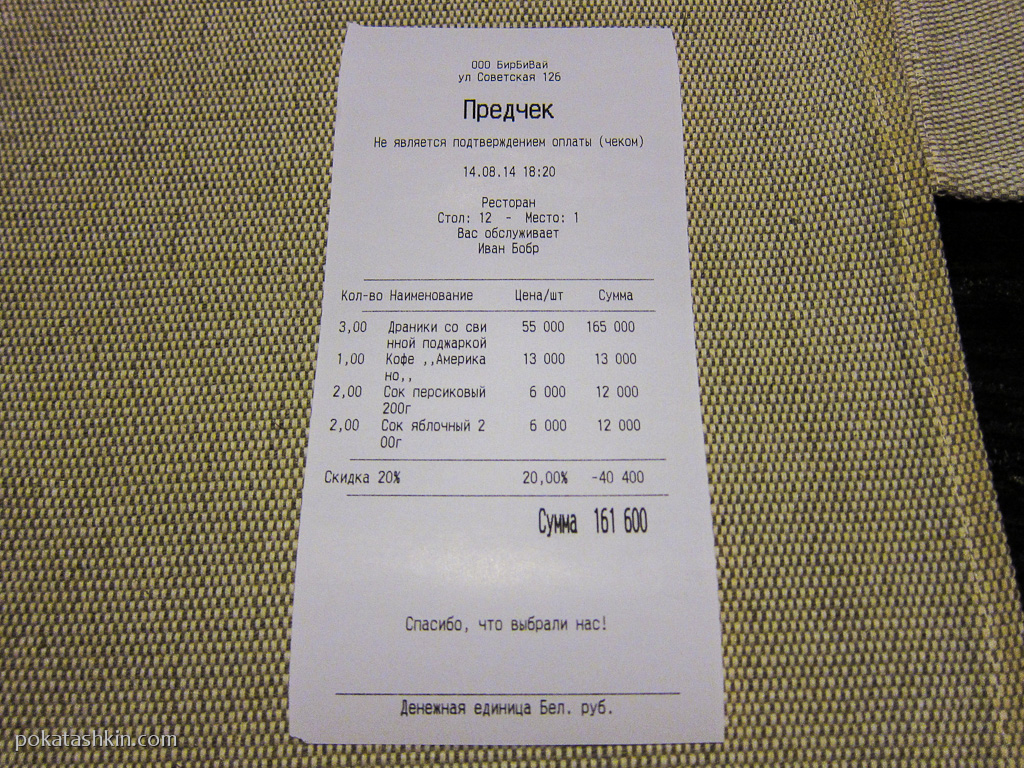 ООО БирБиВай
ул Советская 126
Предчек
Не является подтверждением оплаты (чеком)
14.08.14 18:20
Ресторан
Стол: 12 - Место: 1
Вас обслуживает
Иван Бобр
Кол-во Наименование Цена/шт Сумма
3,00 Драники со сви 55 000 165 000
нной поджаркой
1,00 Кофе ,,Америка 13 000 13 000
но,,
2,00 Сок персиковый 6 000 12 000
200г
2,00 Сок яблочный 2 6 000 12 000
00г
Скидка 20% 20,00% -40 400
Сумма 161 600
Спасибо, что выбрали нас!
Денежная единица Бел. руб.
pokatashkin.com